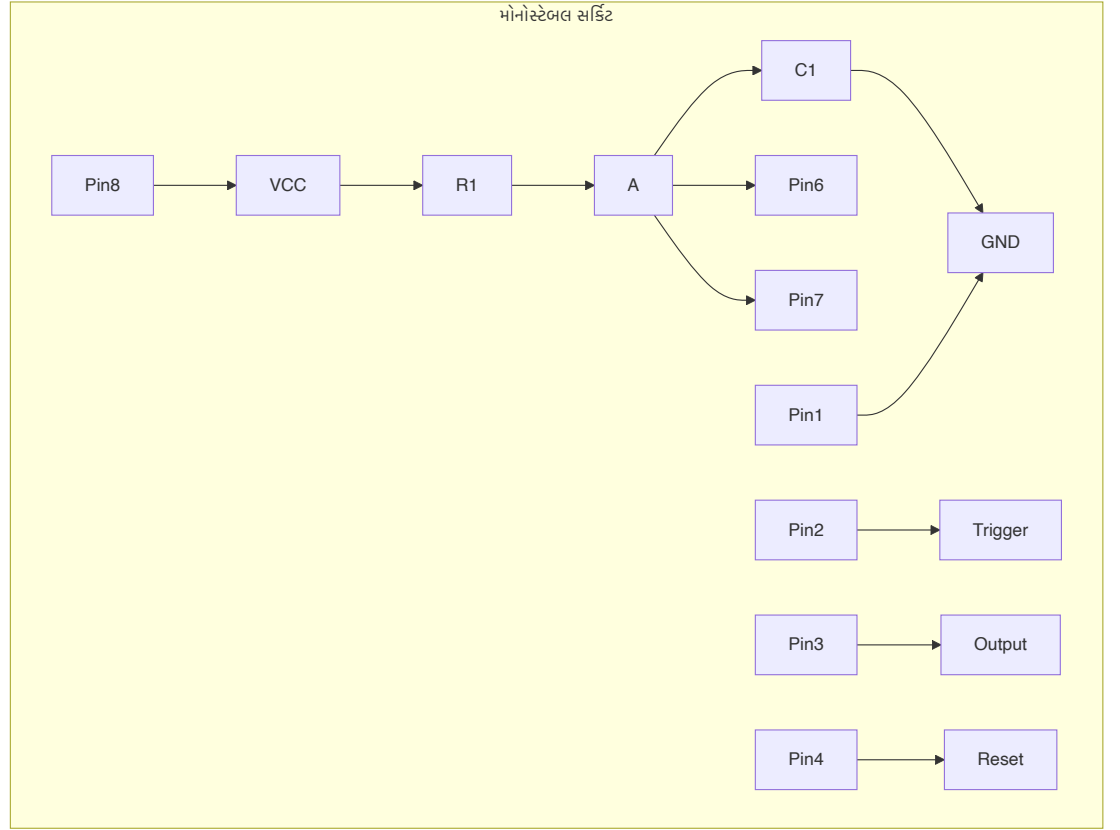 મોનોસ્ટેબલ સર્કિટ
C1
Pin8
VCC
R1
A
Pin6
GND
Pin7
Pin1
Pin2
Trigger
Pin3
Output
Pin4
Reset